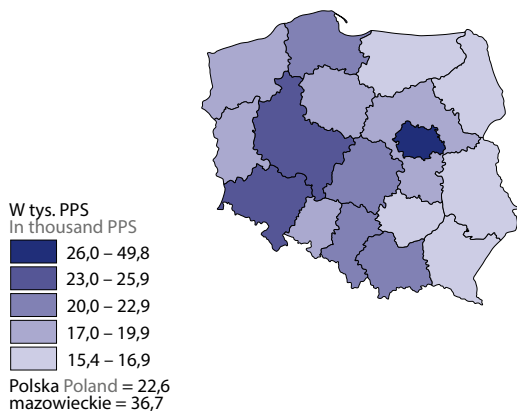 W tys. PPS
In thousand PPS
26,0 – 49,8
23,0 – 25,9
20,0 – 22,9
17,0 – 19,9
15,4 – 16,9
Polska Poland = 22,6
mazowieckie = 36,7